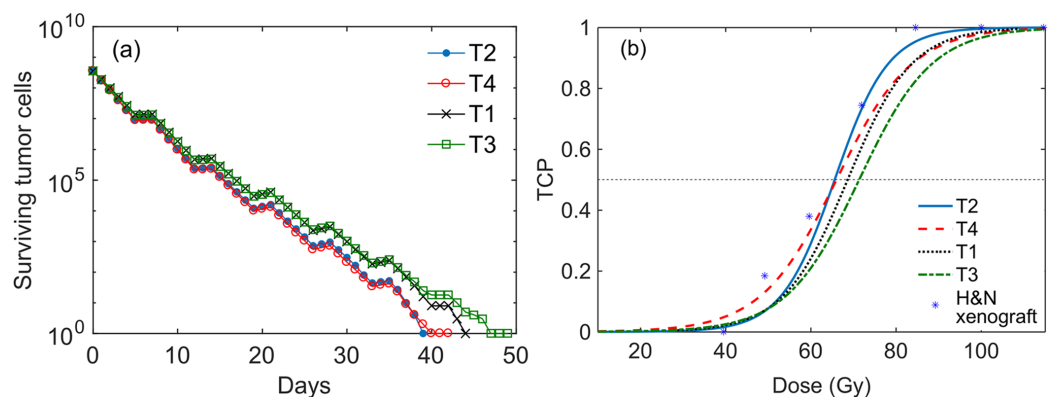 (a)
10^10
10^5
10^0
Surviving tumor cells
0 10 20 30 40 50
Days
T2
T4
T1
T3
(b)
1
0.8
0.6
0.4
0.2
0
TCP
20 40 60 80 100
Dose (Gy)
T2
T4
T1
T3
H&N
xenograft